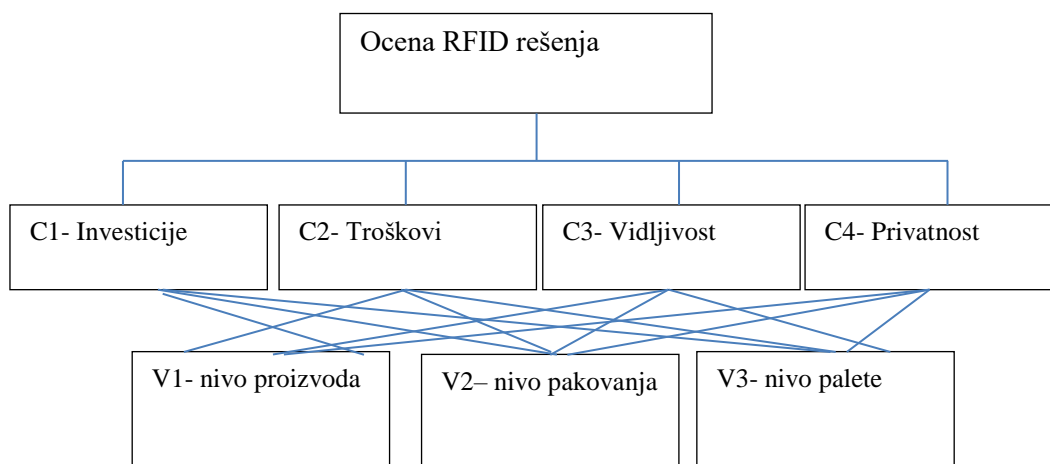 Ocena RFID rešenja
C1- Investicije
C2- Troškovi
C3- Vidljivost
C4- Privatnost
V1- nivo proizvoda
V2– nivo pakovanja
V3- nivo palete